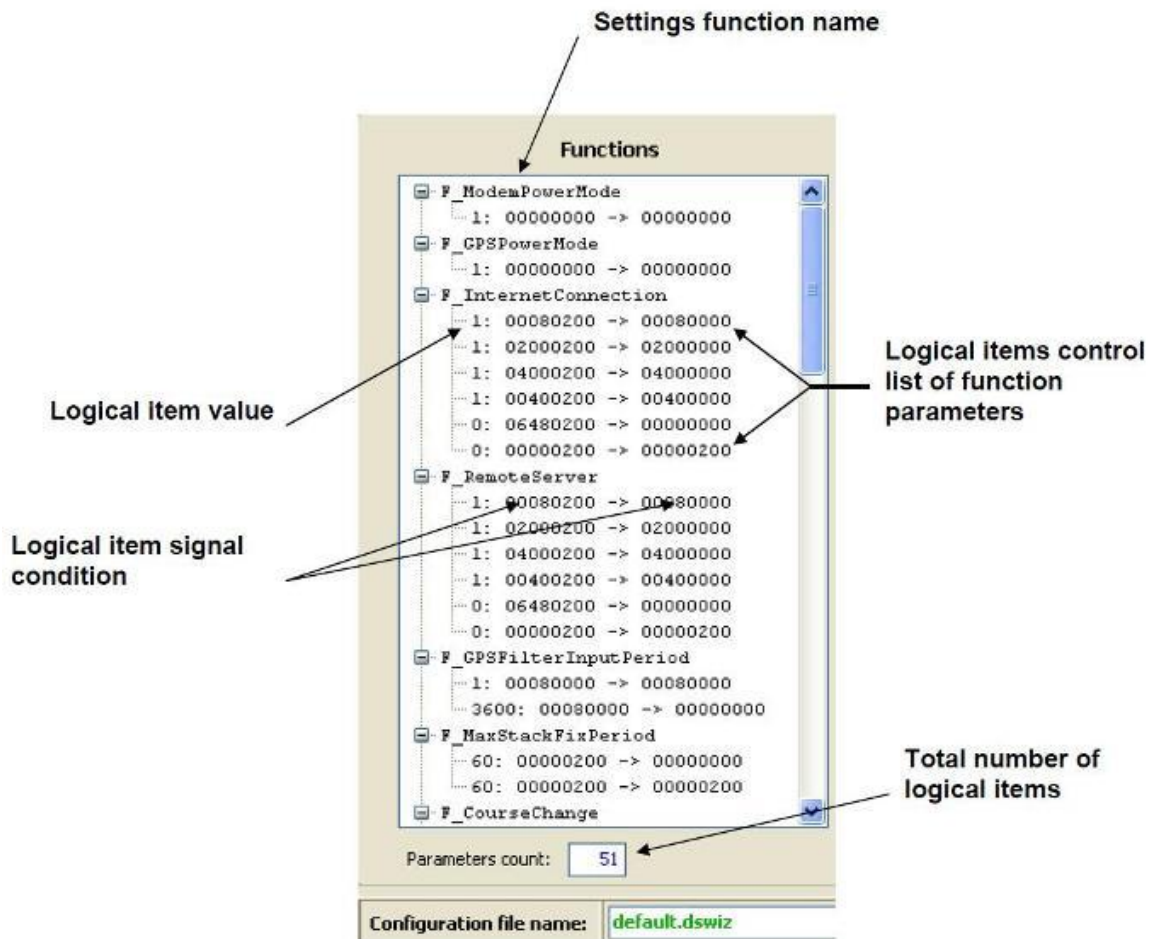 Settings function name
Functions
F_ModemPowerMode
1: 00000000 -> 00000000
F_GPSPowerMode
1: 00000000 -> 00000000
F_InternetConnection
1: 00080200 -> 00080000
1: 02000200 -> 02000000
1: 04000200 -> 04000000
1: 00400200 -> 00400000
0: 06480200 -> 00000000
0: 00000200 -> 00000200
Logical items control
list of function
parameters
Logical item value
F_RemoteServer
1: 00080200 -> 00080000
1: 02000200 -> 02000000
1: 04000200 -> 04000000
1: 00400200 -> 00400000
0: 06480200 -> 00000000
0: 00000200 -> 00000200
Logical item signal
condition
F_GPSFilterInputPeriod
1: 00080000 -> 00080000
3600: 00080000 -> 00000000
F_MaxStackFixPeriod
60: 00000200 -> 00000000
60: 00000200 -> 00000200
F_CourseChange
Total number of
logical items
Parameters count: 51
Configuration file name: default.dswiz